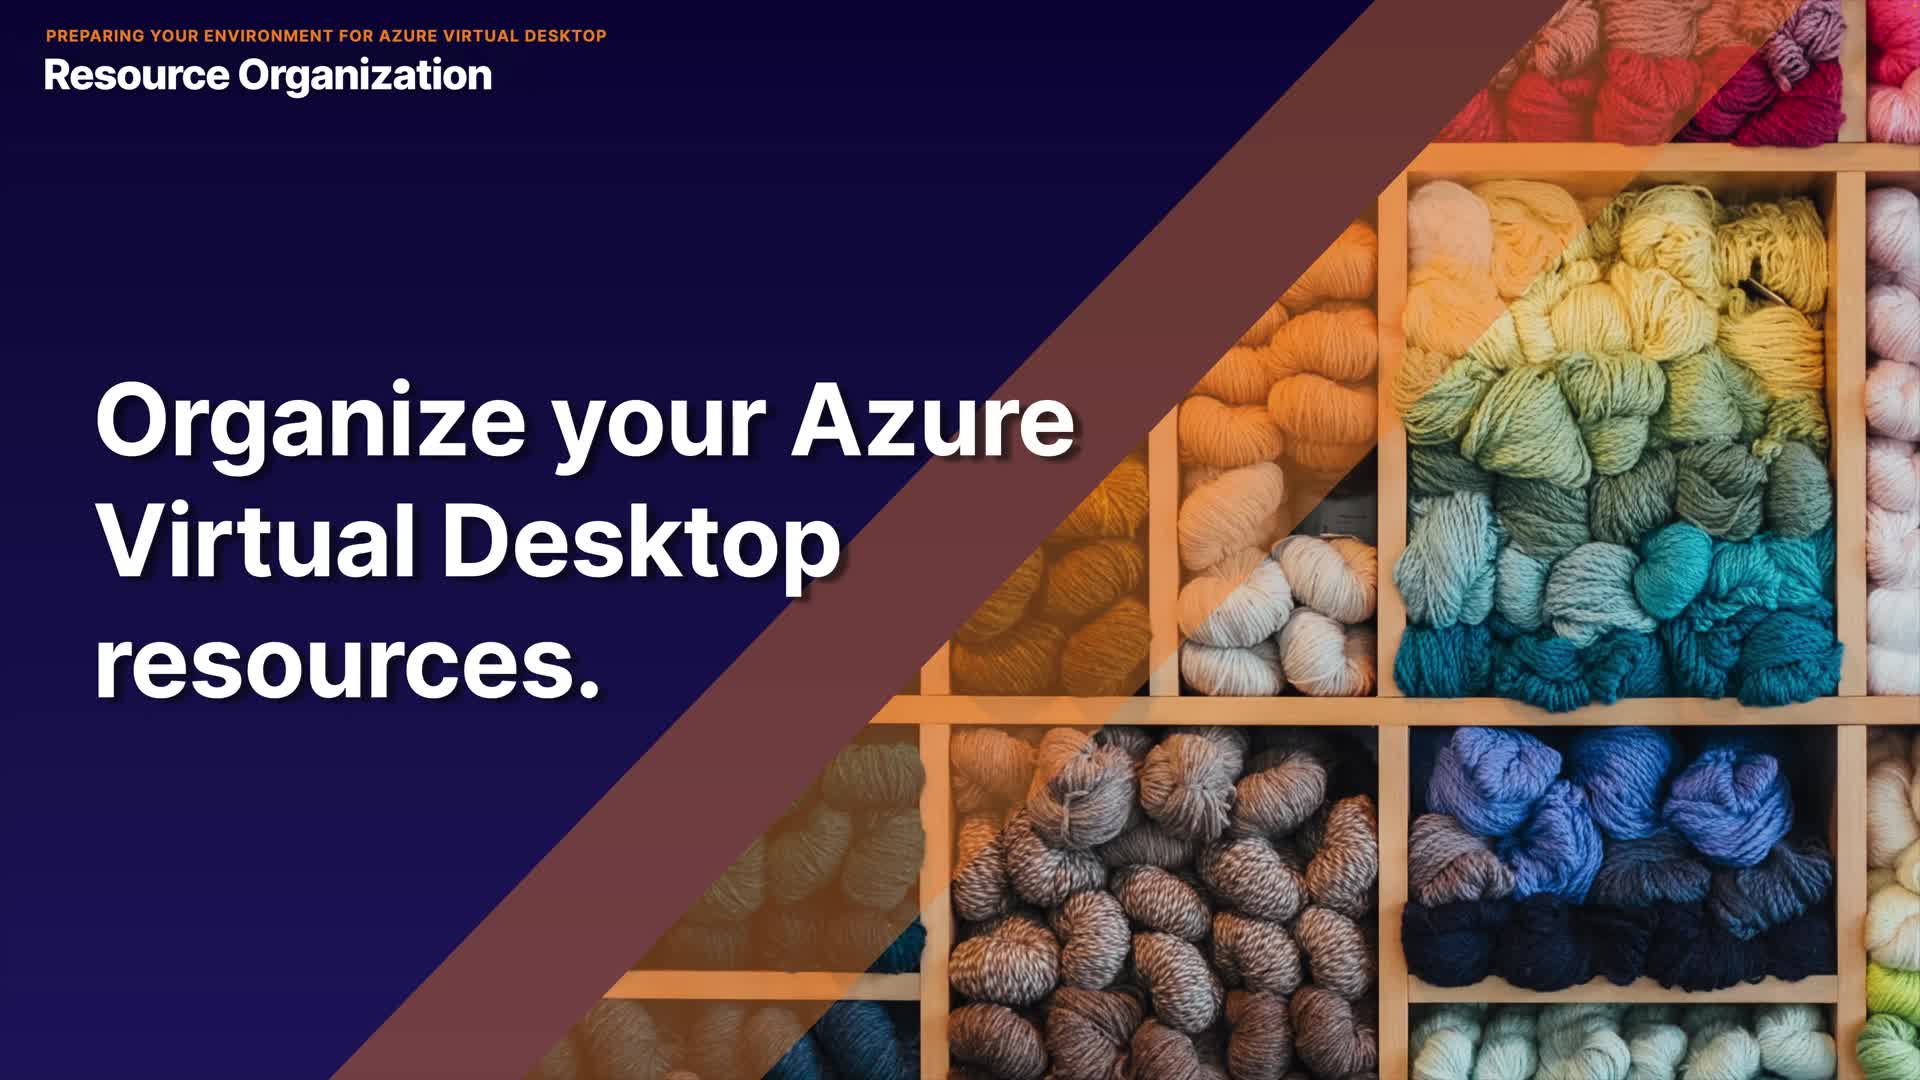 PREPARING YOUR ENVIRONMENT FOR AZURE VIRTUAL DESKTOP
Resource Organization
Organize your Azure
Virtual Desktop
resources.